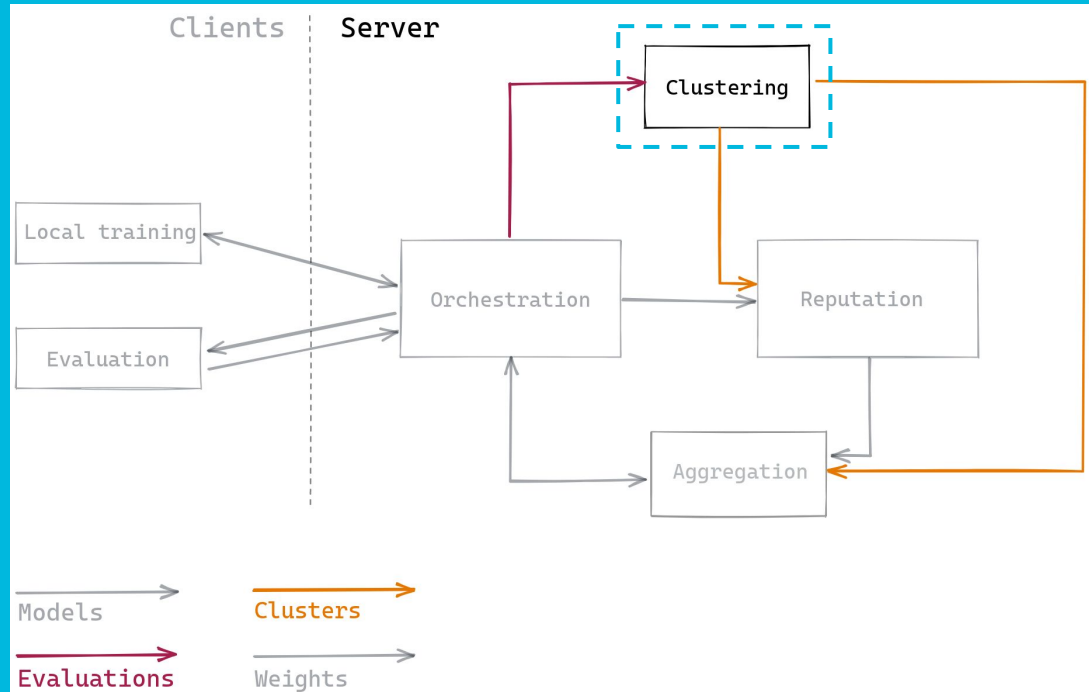 Clients
Server
Clustering
Local training
Orchestration
Reputation
Evaluation
Aggregation
Models
Clusters
Evaluations
Weights